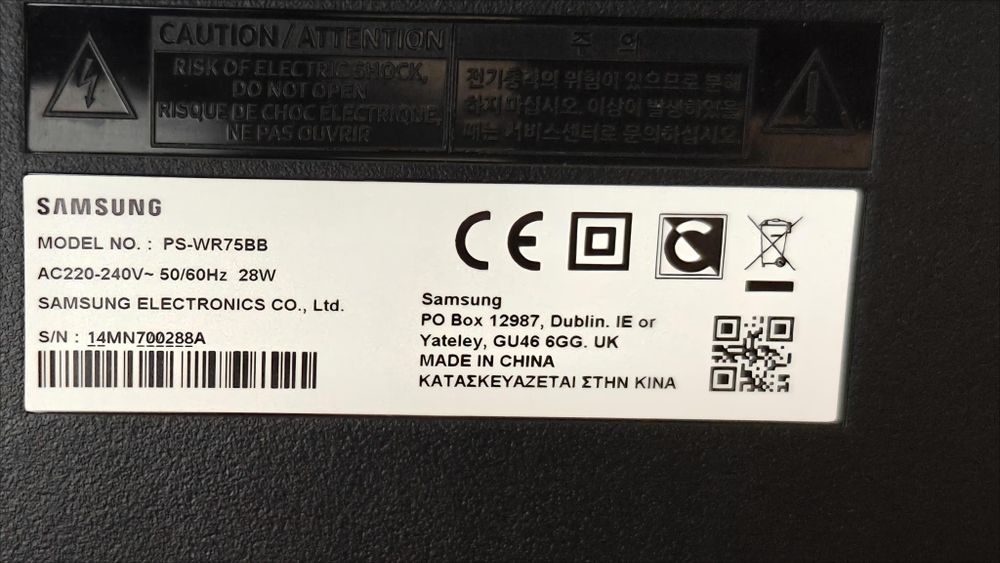 CAUTION / ATTENTION
RISK OF ELECTRIC SHOCK,
DO NOT OPEN
RISQUE DE CHOC ELECTRIQUE,
NE PAS OUVRIR
주 의
전기충격의 위험이 있으므로 분해
하지 마십시오. 이상이 발생하였을
때는 서비스센터로 문의하십시오.
SAMSUNG
MODEL NO. : PS-WR75BB
AC220-240V~ 50/60Hz 28W
SAMSUNG ELECTRONICS CO., Ltd.
S/N : 14MN700288A
CE
Samsung
PO Box 12987, Dublin. IE or
Yateley, GU46 6GG. UK
MADE IN CHINA
ΚΑΤΑΣΚΕΥΑΖΕΤΑΙ ΣΤΗΝ ΚΙΝΑ